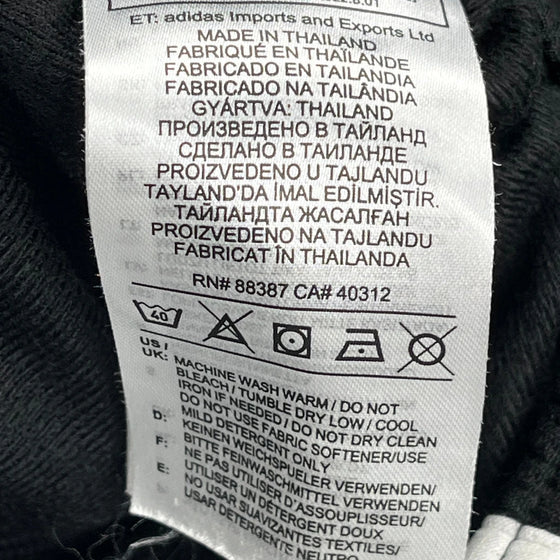 ET: adidas Imports and Exports Ltd
MADE IN THAILAND
FABRIQUÉ EN THAÏLANDE
FABRICADO EN TAILANDIA
FABRICADO NA TAILÂNDIA
GYÁRTVA: THAILAND
ПРОИЗВЕДЕНО В ТАЙЛАНД
СДЕЛАНО В ТАИЛАНДЕ
PROIZVEDENO U TAJLANDU
TAYLAND'DA İMAL EDİLMİŞTİR.
ТАЙЛАНДТА ЖАСАЛҒАН
PROIZVEDENO NA TAJLANDU
FABRICAT ÎN THAILANDA
RN# 88387 CA# 40312
40
US /
UK: MACHINE WASH WARM / DO NOT
BLEACH / TUMBLE DRY LOW / COOL
IRON IF NEEDED / DO NOT DRY CLEAN
DO NOT USE FABRIC SOFTENER/USE
MILD DETERGENT ONLY
D: KEINEN WEICHSPUELER VERWENDEN/
BITTE FEINWASCHMITTEL VERWENDEN
F: NE PAS UTILISER D'ASSOUPLISSEUR/
UTILISER UN DÉTERGENT DOUX
E: NO USAR SUAVIZANTES TEXTILES/
USAR DETERGENTE NEUTRO